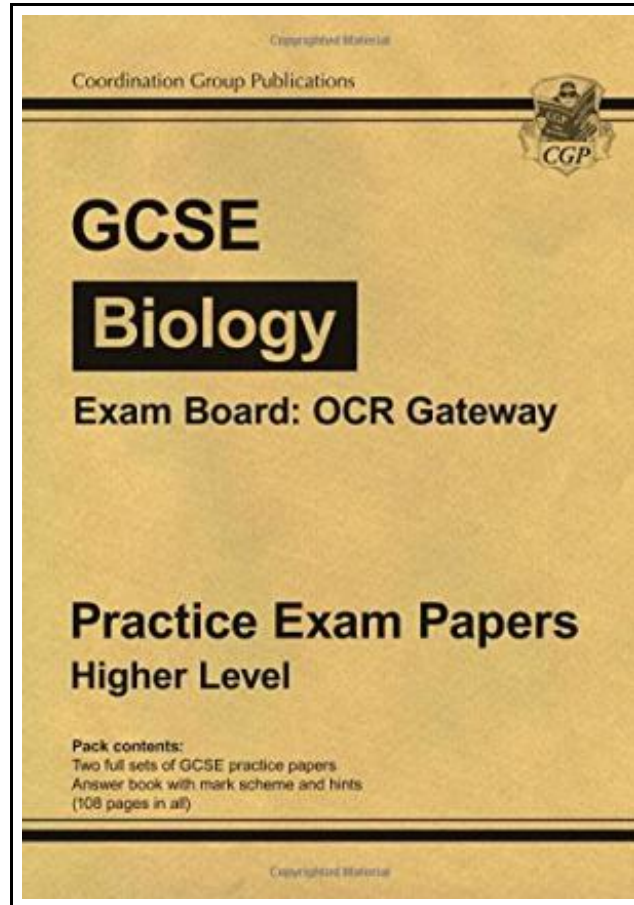 Copyrighted Material
Coordination Group Publications
CGP
GCSE
Biology
Exam Board: OCR Gateway
Practice Exam Papers
Higher Level
Pack contents:
Two full sets of GCSE practice papers
Answer book with mark scheme and hints
(108 pages in all)
Copyrighted Material